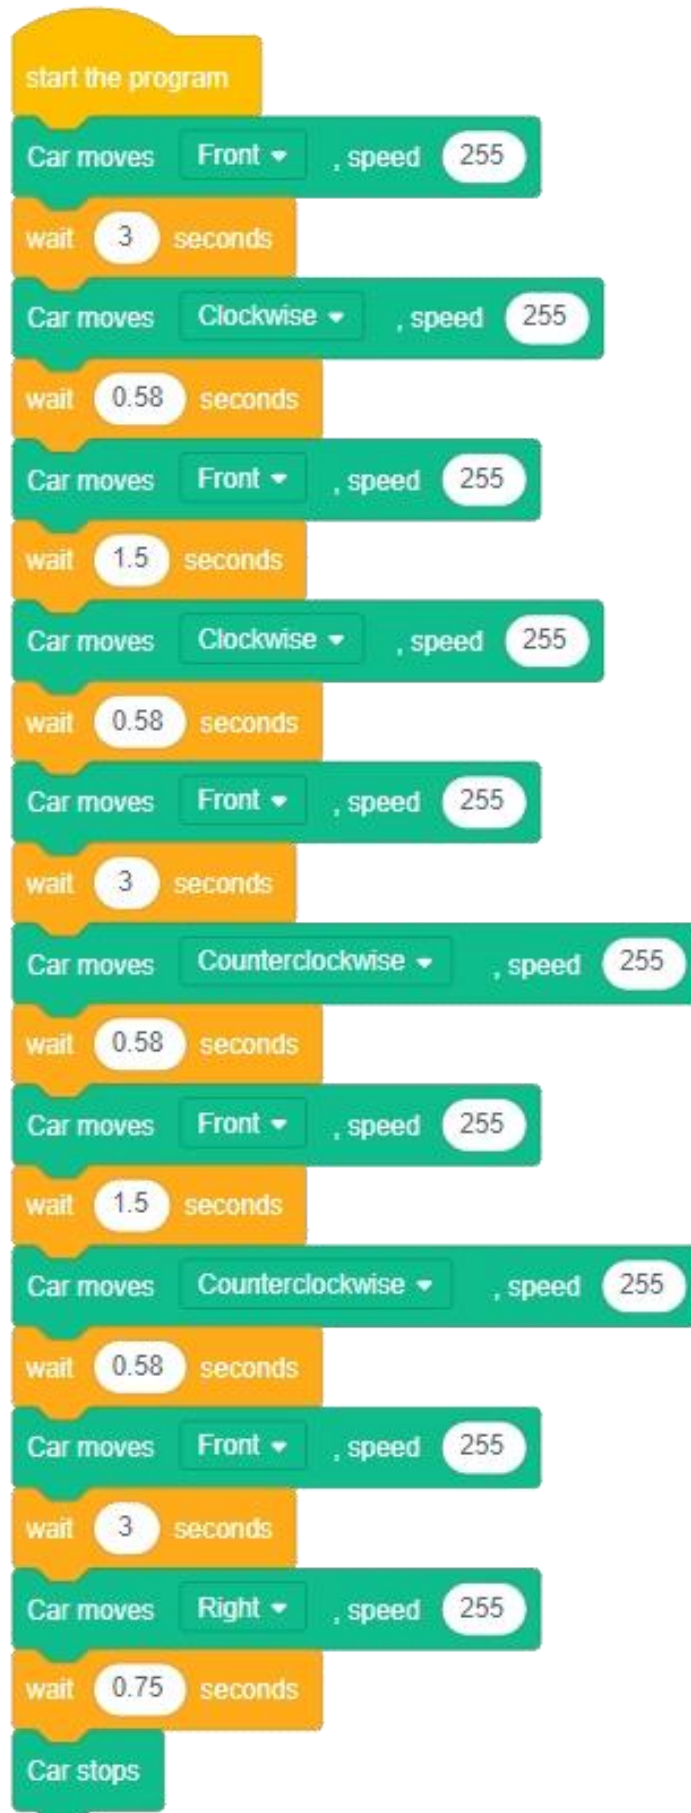 start the program
Car moves Front , speed 255
wait 3 seconds
Car moves Clockwise , speed 255
wait 0.58 seconds
Car moves Front , speed 255
wait 1.5 seconds
Car moves Clockwise , speed 255
wait 0.58 seconds
Car moves Front , speed 255
wait 3 seconds
Car moves Counterclockwise , speed 255
wait 0.58 seconds
Car moves Front , speed 255
wait 1.5 seconds
Car moves Counterclockwise , speed 255
wait 0.58 seconds
Car moves Front , speed 255
wait 3 seconds
Car moves Right , speed 255
wait 0.75 seconds
Car stops